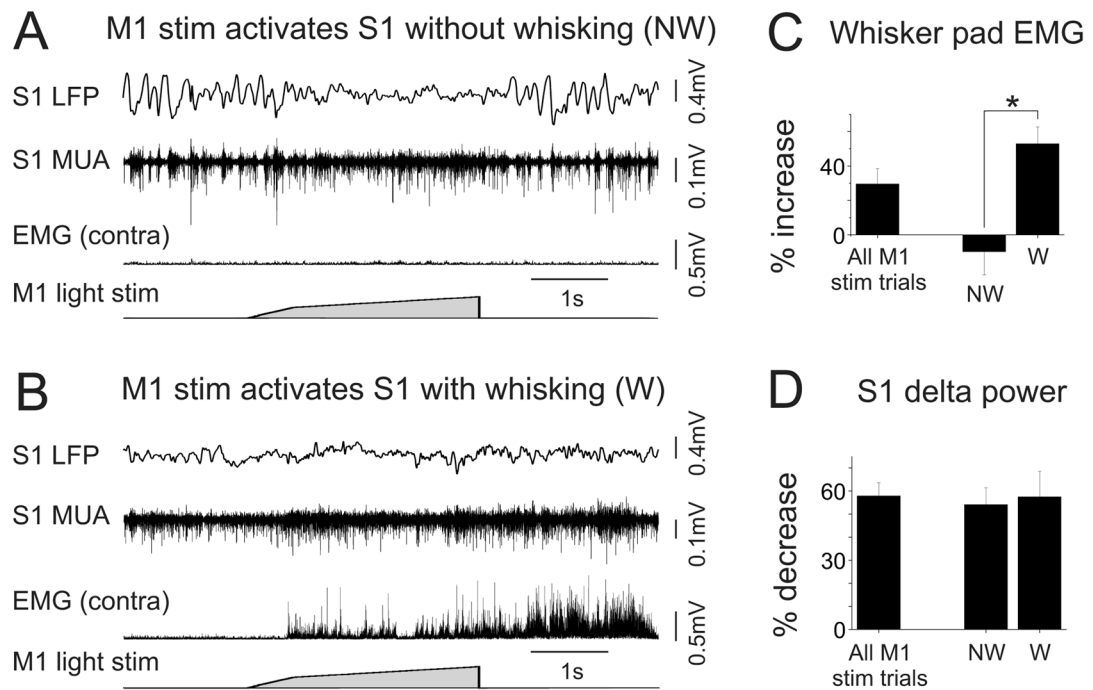 A M1 stim activates S1 without whisking (NW)
S1 LFP
0.4mV
S1 MUA
0.1mV
EMG (contra)
0.5mV
1s
M1 light stim
B M1 stim activates S1 with whisking (W)
S1 LFP
0.4mV
S1 MUA
0.1mV
EMG (contra)
0.5mV
1s
M1 light stim
C Whisker pad EMG
*
% increase
40
0
All M1
stim trials
NW
W
D S1 delta power
% decrease
60
30
0
All M1
stim trials
NW
W